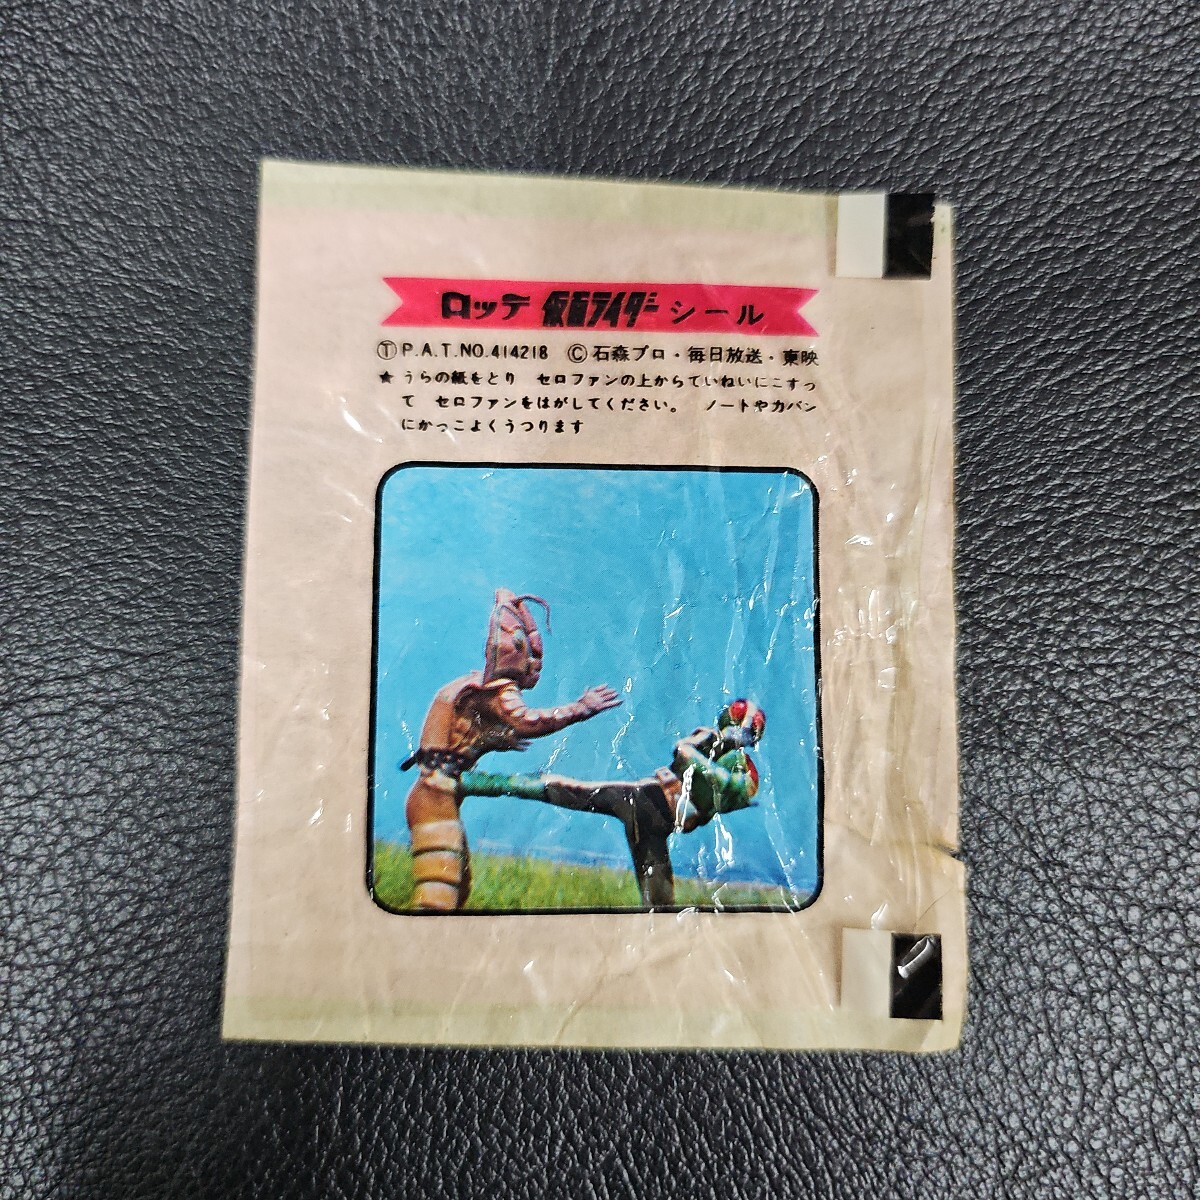 ロッテ 仮面ライダー シール
ⓉP.A.T.NO.414218 Ⓒ石森プロ・毎日放送・東映
★ うらの紙をとり セロファンの上からていねいにこすっ
て セロファンをはがしてください。 ノートやカバン
にかっこよくうつります